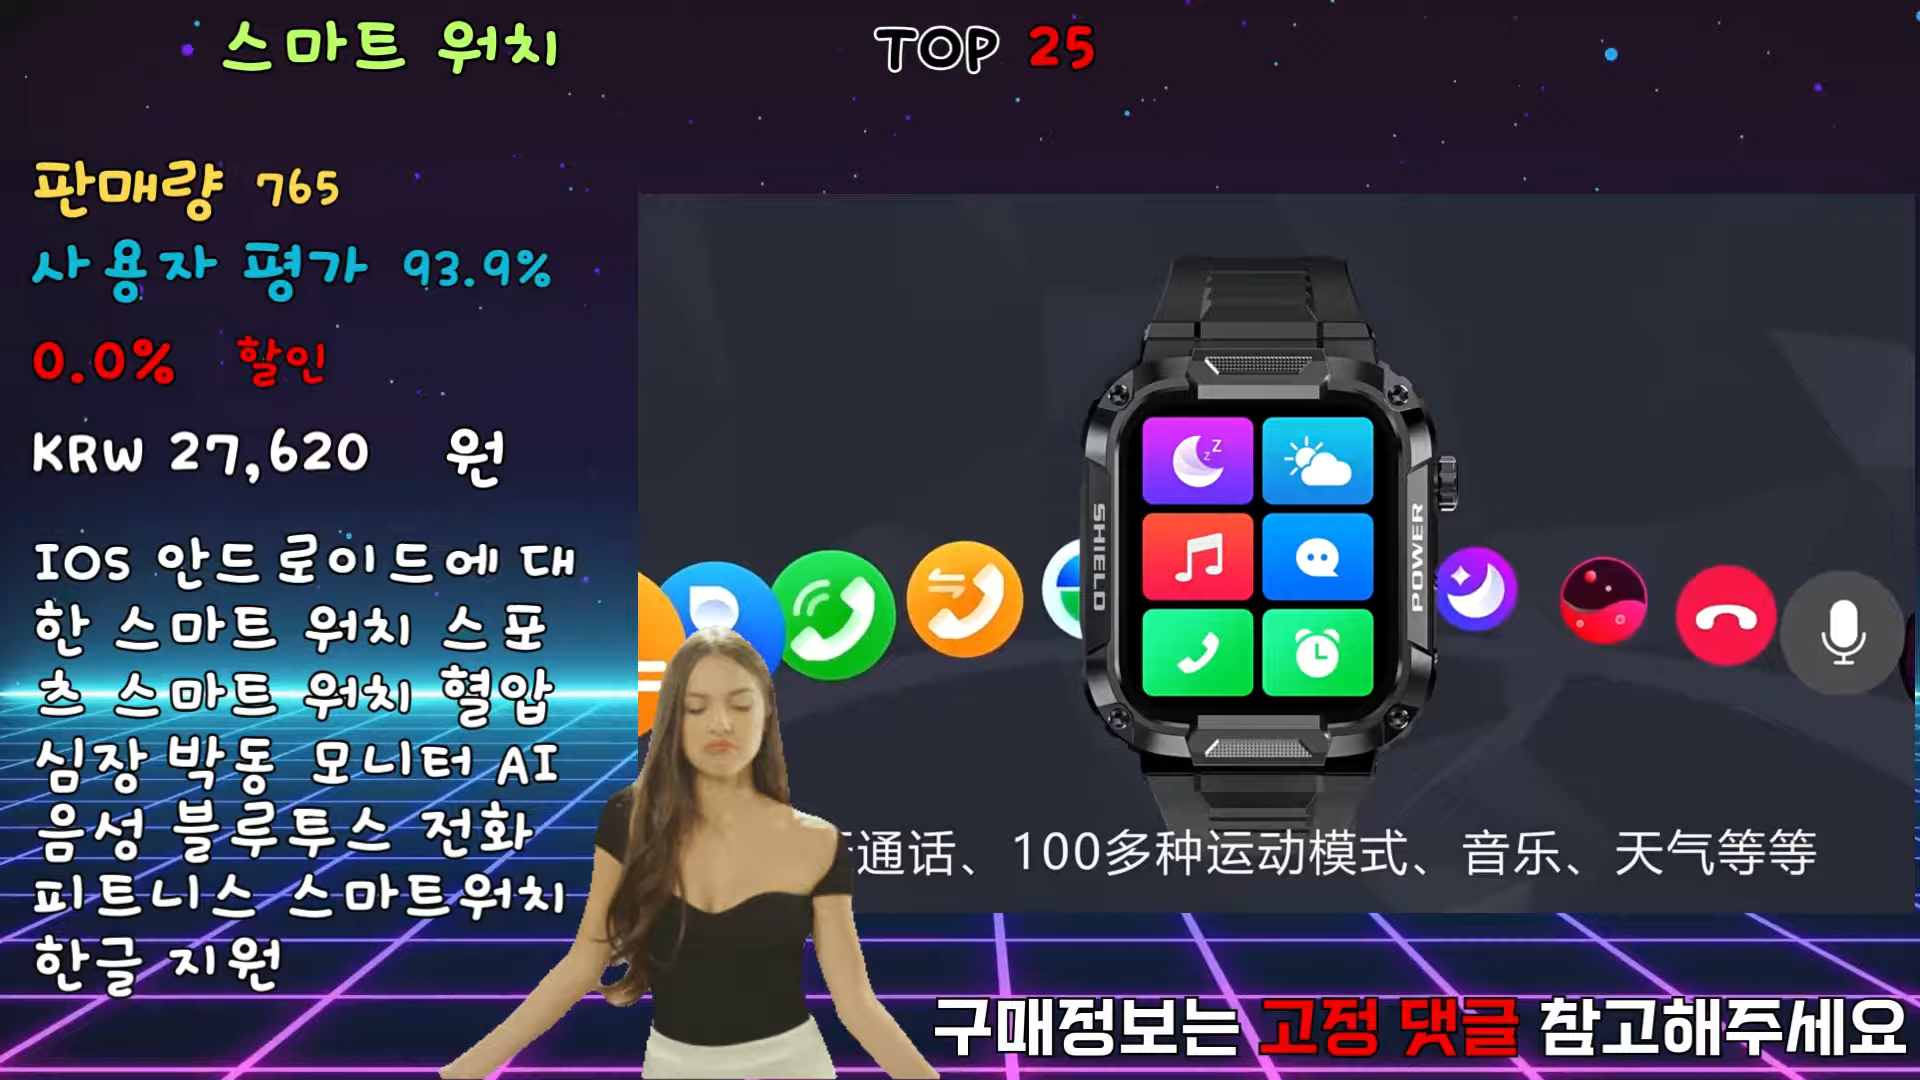 스마트 워치
TOP 25
판매량 765
사용자 평가 93.9%
0.0% 할인
KRW 27,620 원
IOS 안드로이드에 대
한 스마트 워치 스포
츠 스마트 워치 혈압
심장 박동 모니터 AI
음성 블루투스 전화
피트니스 스마트워치
한글 지원
SHIELD
POWER
通话、100多种运动模式、音乐、天气等等
구매정보는 고정 댓글 참고해주세요